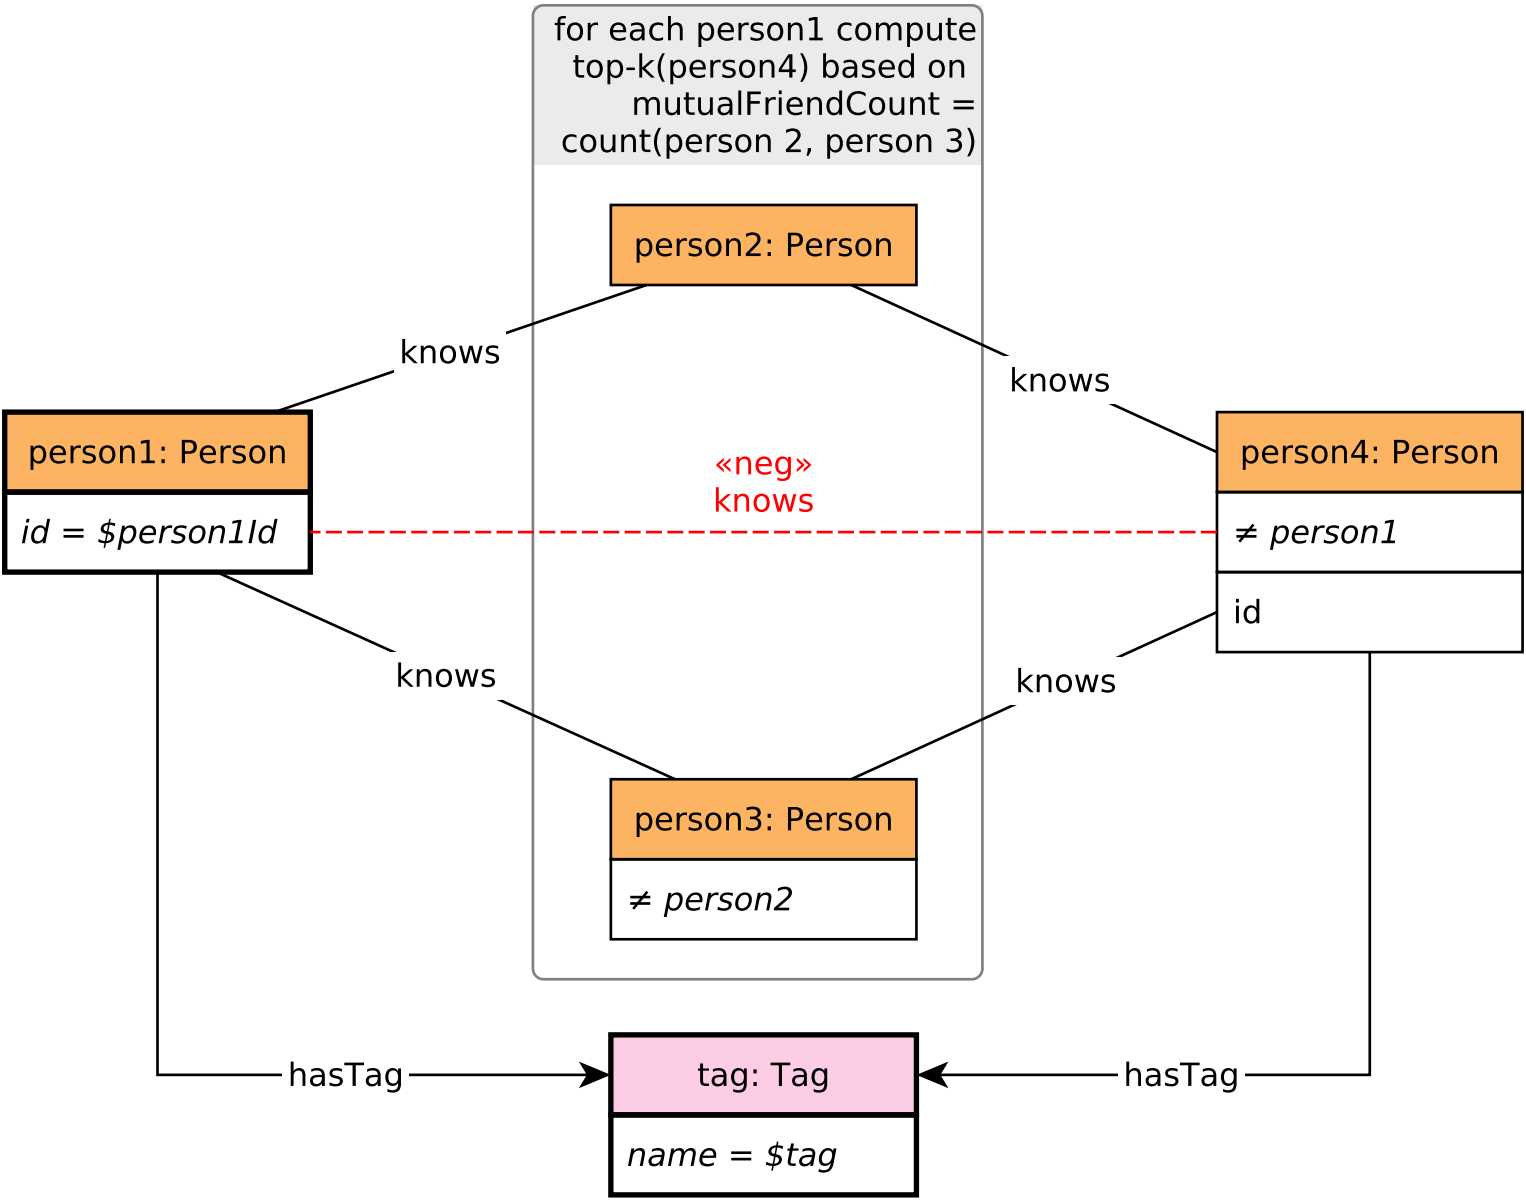 for each person1 compute
top-k(person4) based on
mutualFriendCount =
count(person 2, person 3)
person2: Person
knows
knows
person1: Person
id = $person1Id
«neg»
knows
person4: Person
≠ person1
id
knows
knows
person3: Person
≠ person2
hasTag
tag: Tag
name = $tag
hasTag